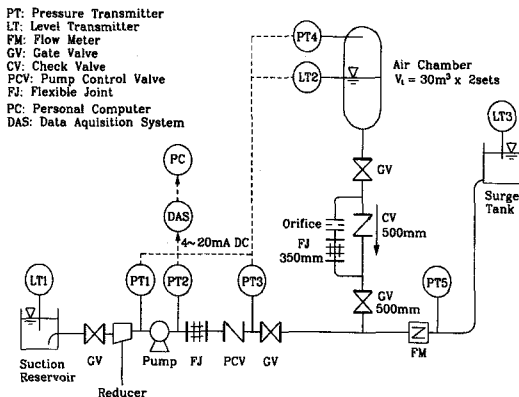 PT: Pressure Transmitter
LT: Level Transmitter
FM: Flow Meter
GV: Gate Valve
CV: Check Valve
PCV: Pump Control Valve
FJ: Flexible Joint
PC: Personal Computer
DAS: Data Aquisition System
PT4
LT2
Air Chamber
Vt = 30m³ x 2sets
LT3
PC
GV
Surge
Tank
DAS
4~20mA DC
Orifice
FJ
350mm
CV
500mm
PT1
PT2
PT3
GV
500mm
PT5
LT1
Suction
Reservoir
GV
Pump
FJ
PCV
GV
FM
Reducer